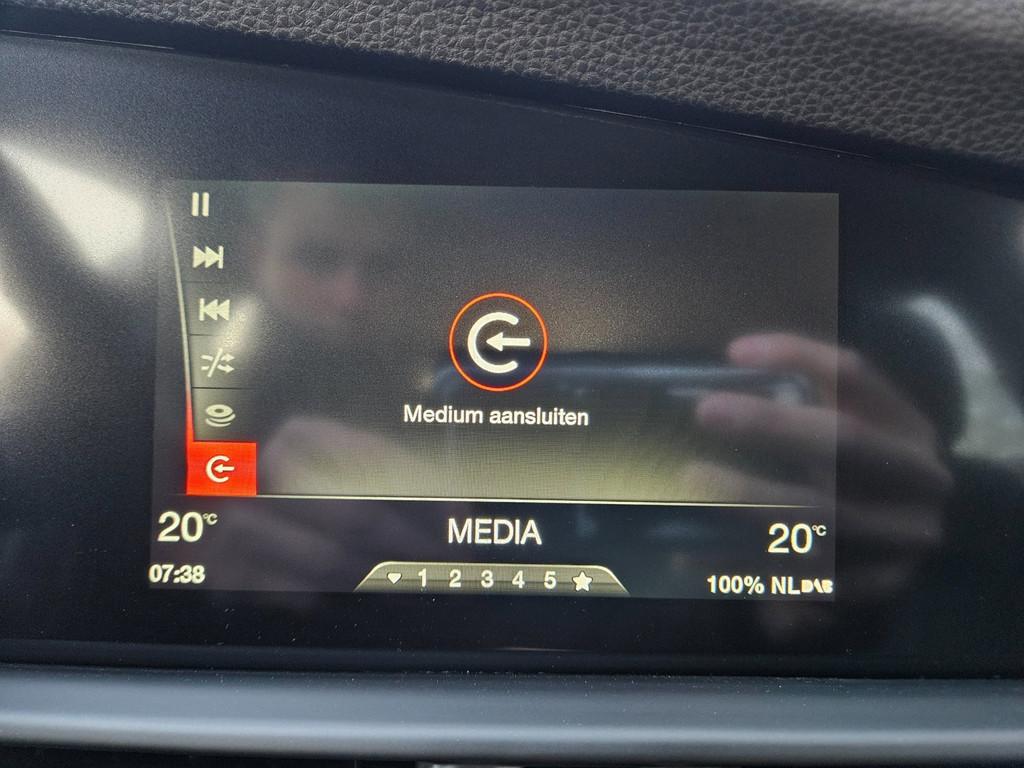 Medium aansluiten
20°C
MEDIA
20°C
07:38
1 2 3 4 5
100% NL DAB